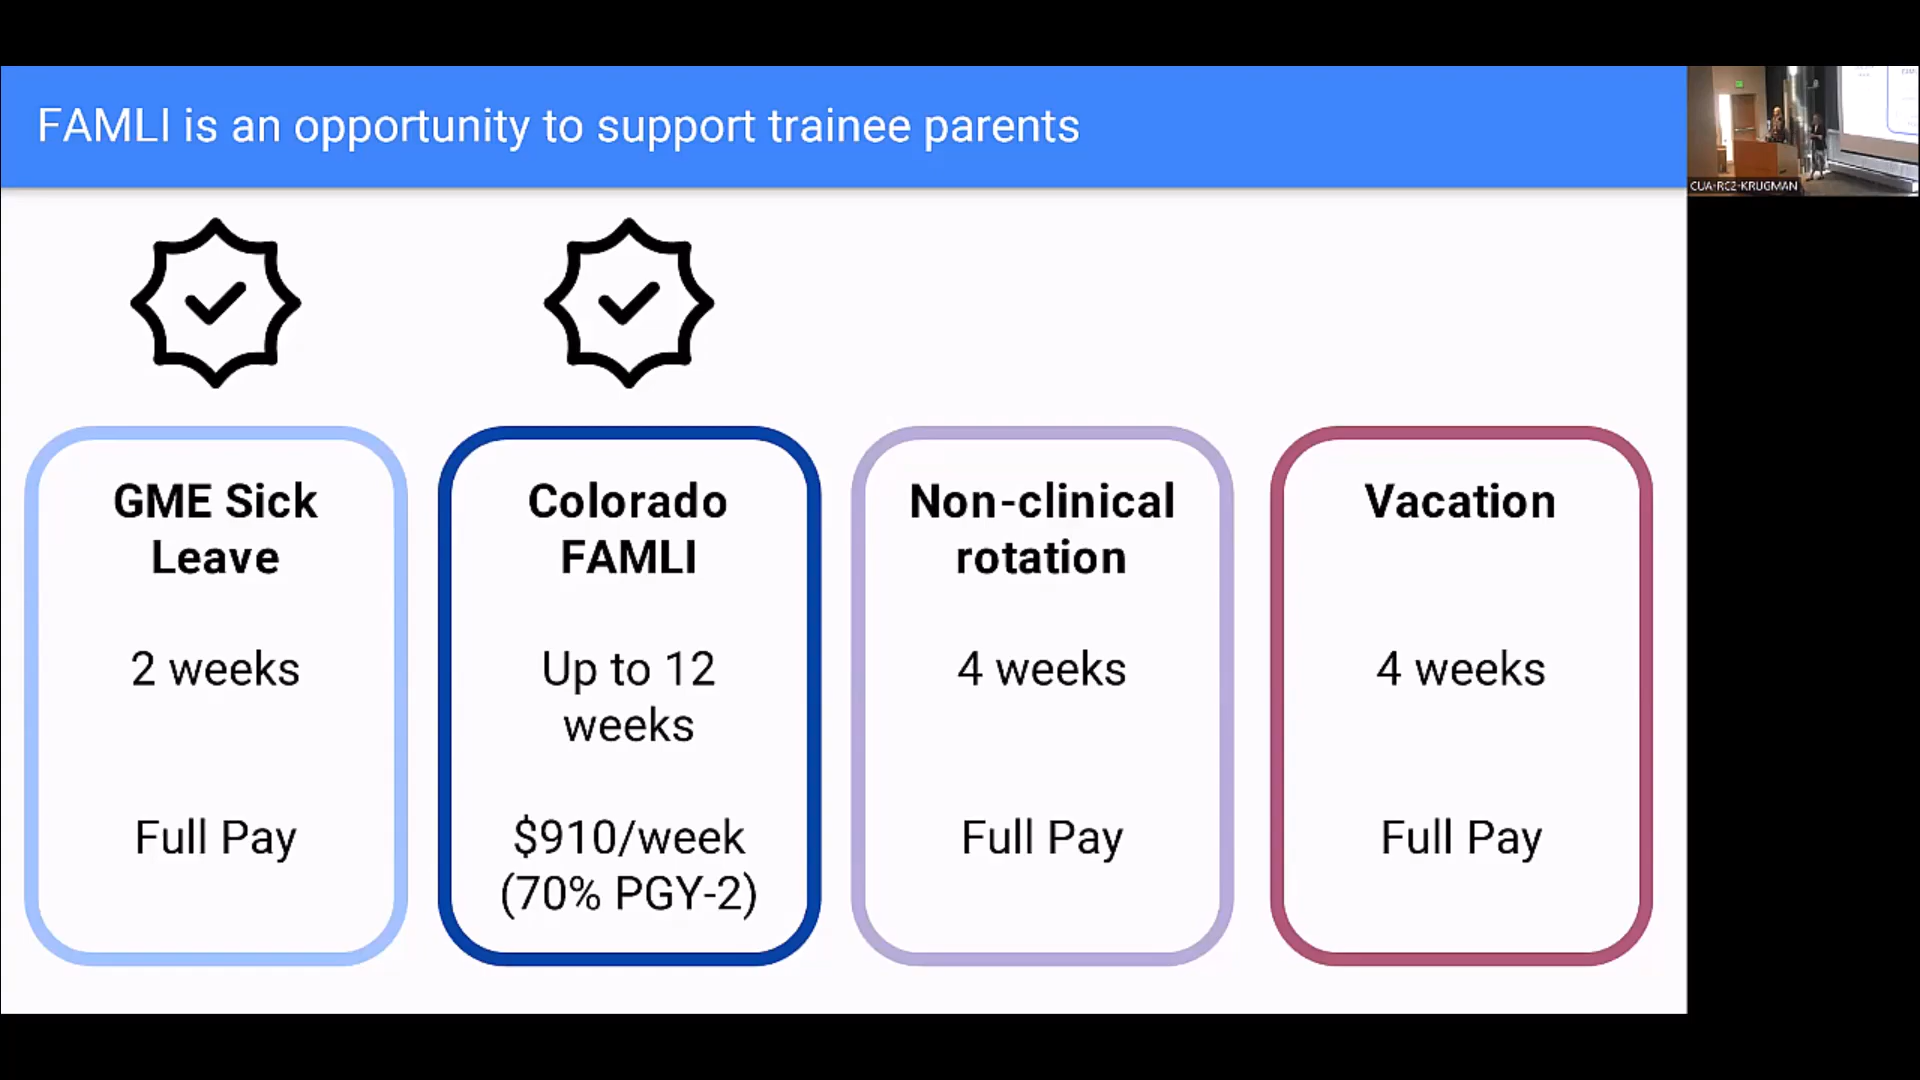 FAMLI is an opportunity to support trainee parents
CUA-RC2-KRUGMAN
GME Sick
Leave
2 weeks
Full Pay
Colorado
FAMLI
Up to 12
weeks
$910/week
(70% PGY-2)
Non-clinical
rotation
4 weeks
Full Pay
Vacation
4 weeks
Full Pay